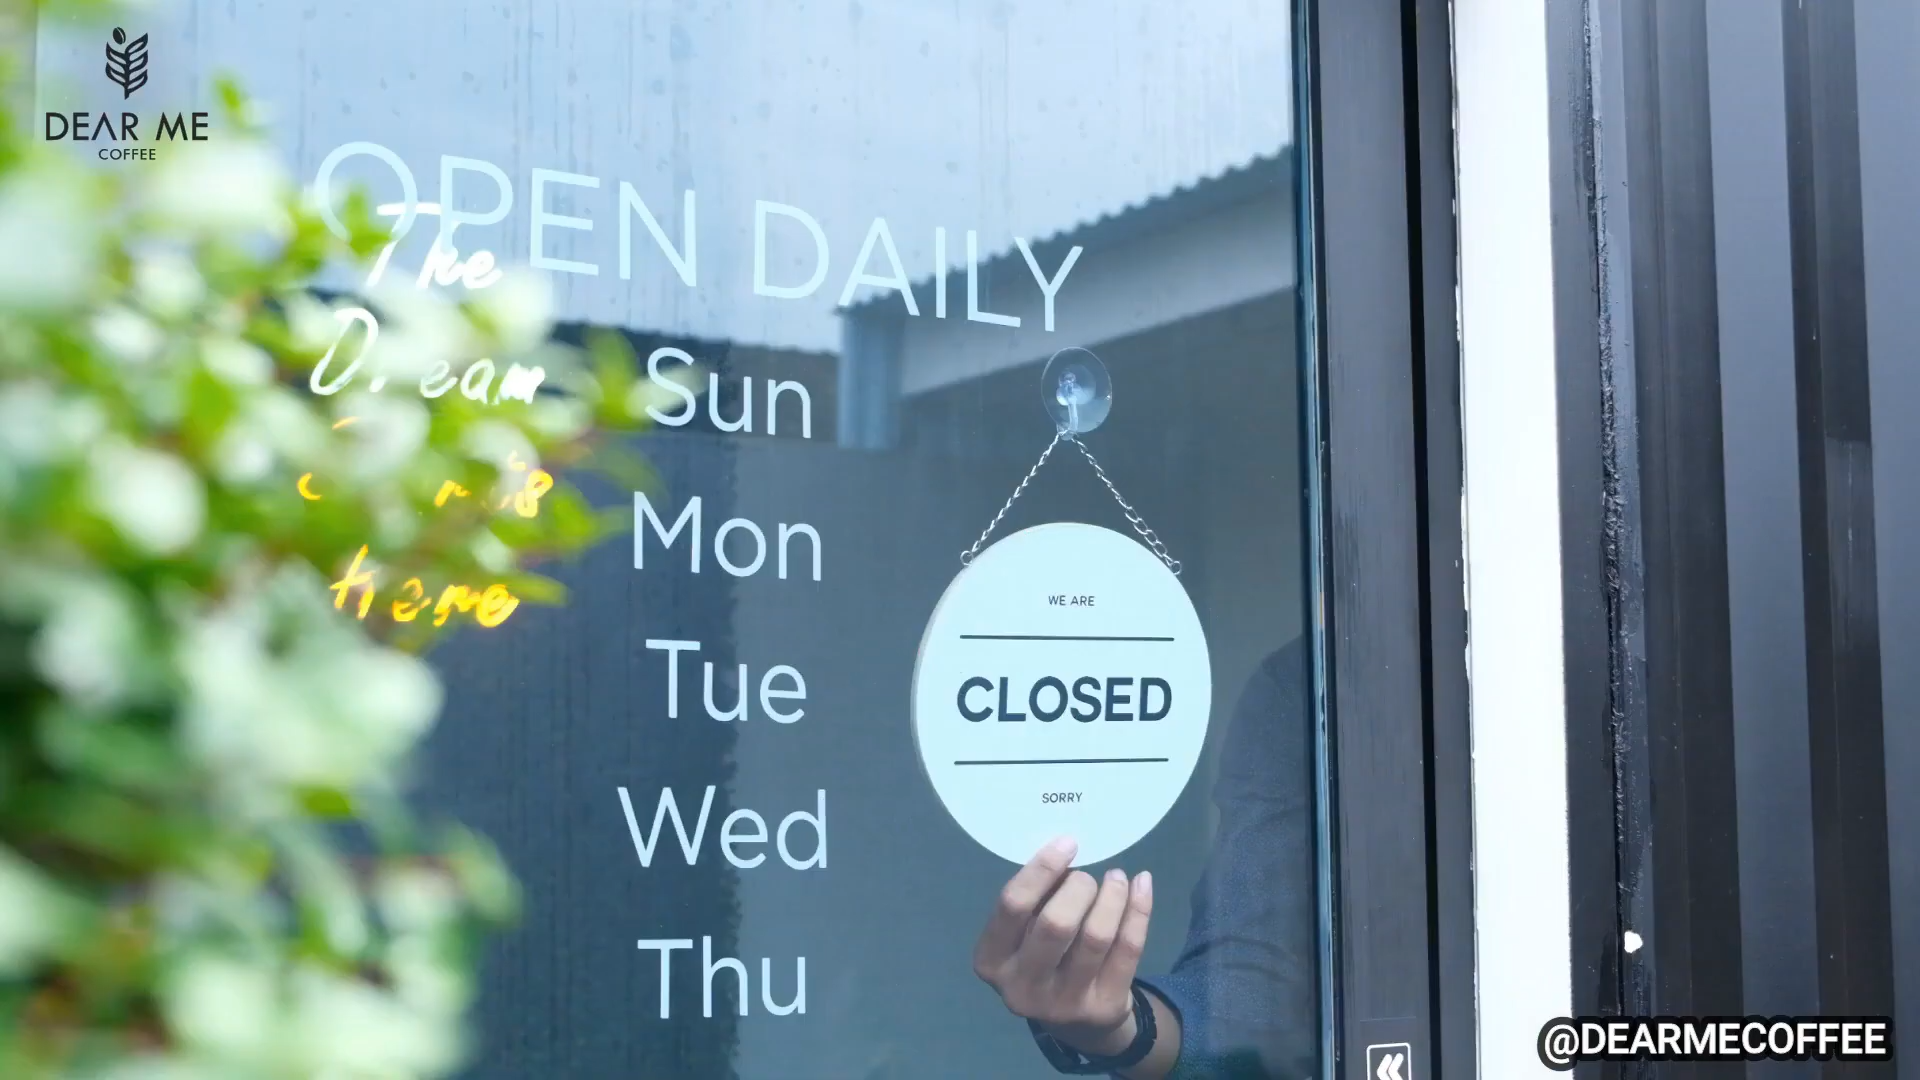 DEAR ME
COFFEE
OPEN DAILY
The
Sun
Mon
Tue
Wed
Thu
WE ARE
CLOSED
SORRY
@DEARMECOFFEE